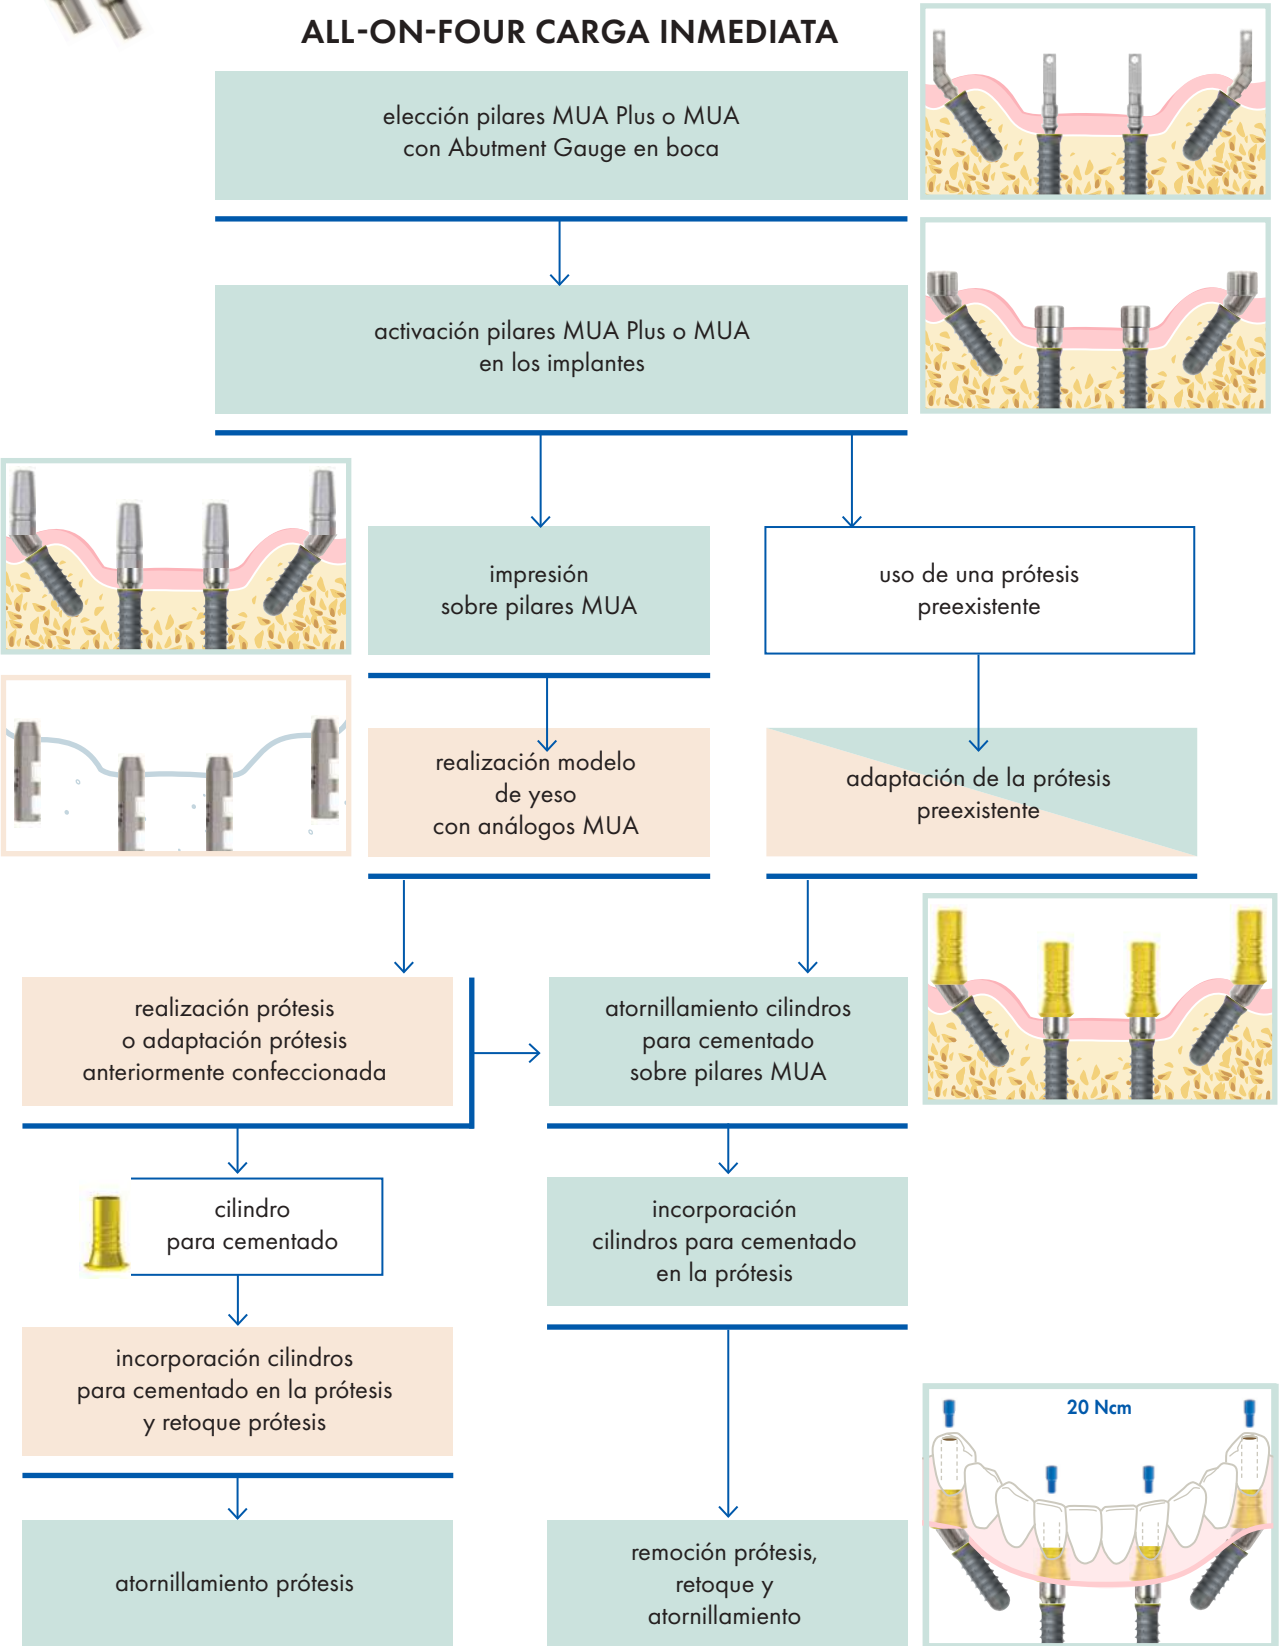 ALL-ON-FOUR CARGA INMEDIATA
elección pilares MUA Plus o MUA
con Abutment Gauge en boca
activación pilares MUA Plus o MUA
en los implantes
impresión
sobre pilares MUA
uso de una prótesis
preexistente
realización modelo
de yeso
con análogos MUA
adaptación de la prótesis
preexistente
realización prótesis
o adaptación prótesis
anteriormente confeccionada
atornillamiento cilindros
para cementado
sobre pilares MUA
cilindro
para cementado
incorporación
cilindros para cementado
en la prótesis
incorporación cilindros
para cementado en la prótesis
y retoque prótesis
20 Ncm
atornillamiento prótesis
remoción prótesis,
retoque y
atornillamiento